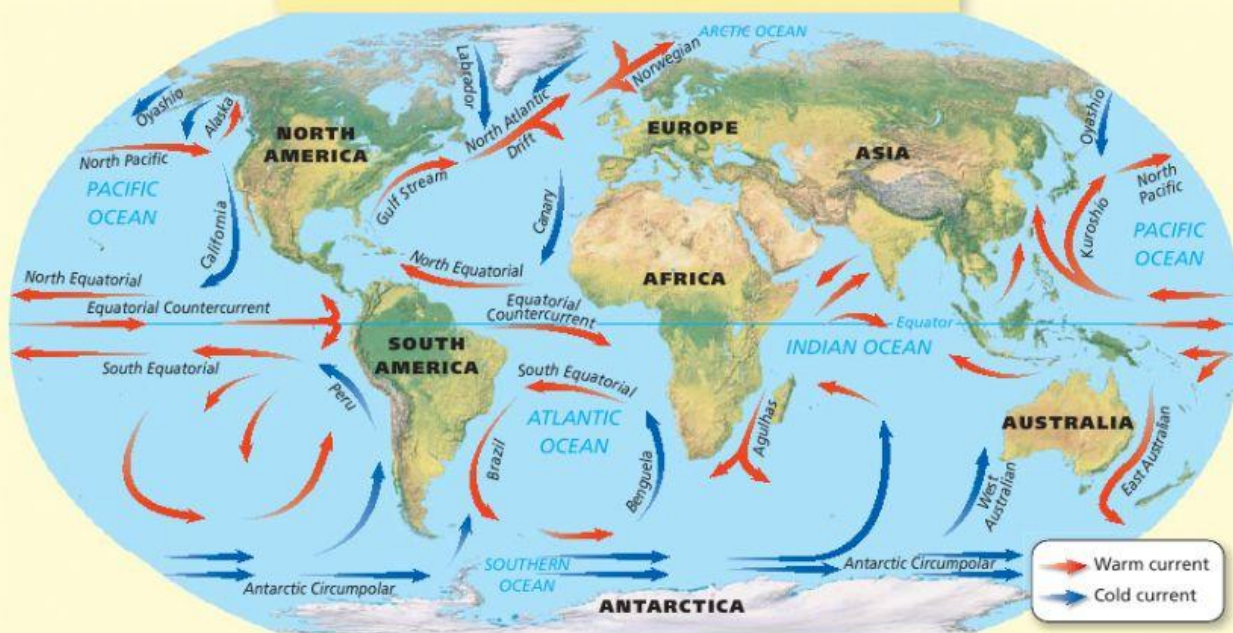 ARCTIC OCEAN
Labrador
Norwegian
Oyashio
Alaska
NORTH
AMERICA
North Atlantic
Drift
EUROPE
ASIA
Oyashio
North Pacific
PACIFIC
OCEAN
California
Gulf Stream
Canary
Kuroshio
North
Pacific
PACIFIC
OCEAN
North Equatorial
Equatorial Countercurrent
North Equatorial
Equatorial
Countercurrent
AFRICA
Equator
INDIAN OCEAN
South Equatorial
SOUTH
AMERICA
Peru
South Equatorial
ATLANTIC
OCEAN
Brazil
Benguela
Agulhas
AUSTRALIA
West
Australian
East Australian
Antarctic Circumpolar
SOUTHERN
OCEAN
Antarctic Circumpolar
ANTARCTICA
Warm current
Cold current